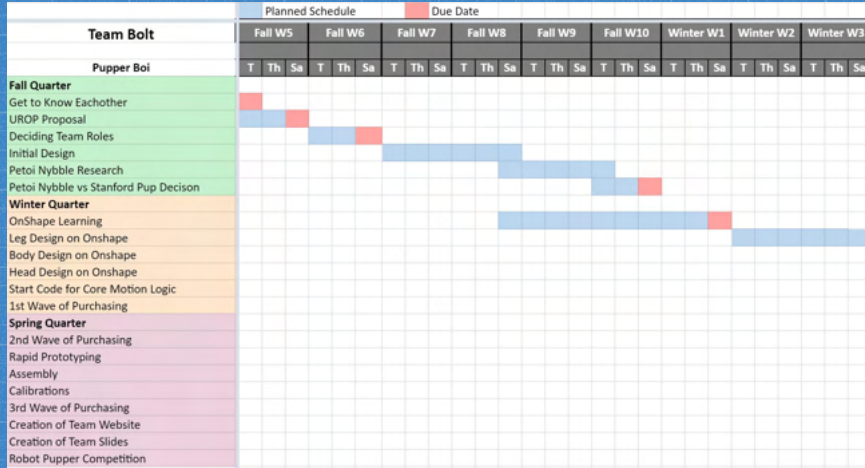 Planned Schedule Due Date
Team Bolt Fall W5 Fall W6 Fall W7 Fall W8 Fall W9 Fall W10 Winter W1 Winter W2 Winter W3
Pupper Boi T Th Sa T Th Sa T Th Sa T Th Sa T Th Sa T Th Sa T Th Sa T Th Sa T Th Sa
Fall Quarter
Get to Know Eachother
UROP Proposal
Deciding Team Roles
Initial Design
Petoi Nybble Research
Petoi Nybble vs Stanford Pup Decison
Winter Quarter
OnShape Learning
Leg Design on Onshape
Body Design on Onshape
Head Design on Onshape
Start Code for Core Motion Logic
1st Wave of Purchasing
Spring Quarter
2nd Wave of Purchasing
Rapid Prototyping
Assembly
Calibrations
3rd Wave of Purchasing
Creation of Team Website
Creation of Team Slides
Robot Pupper Competition